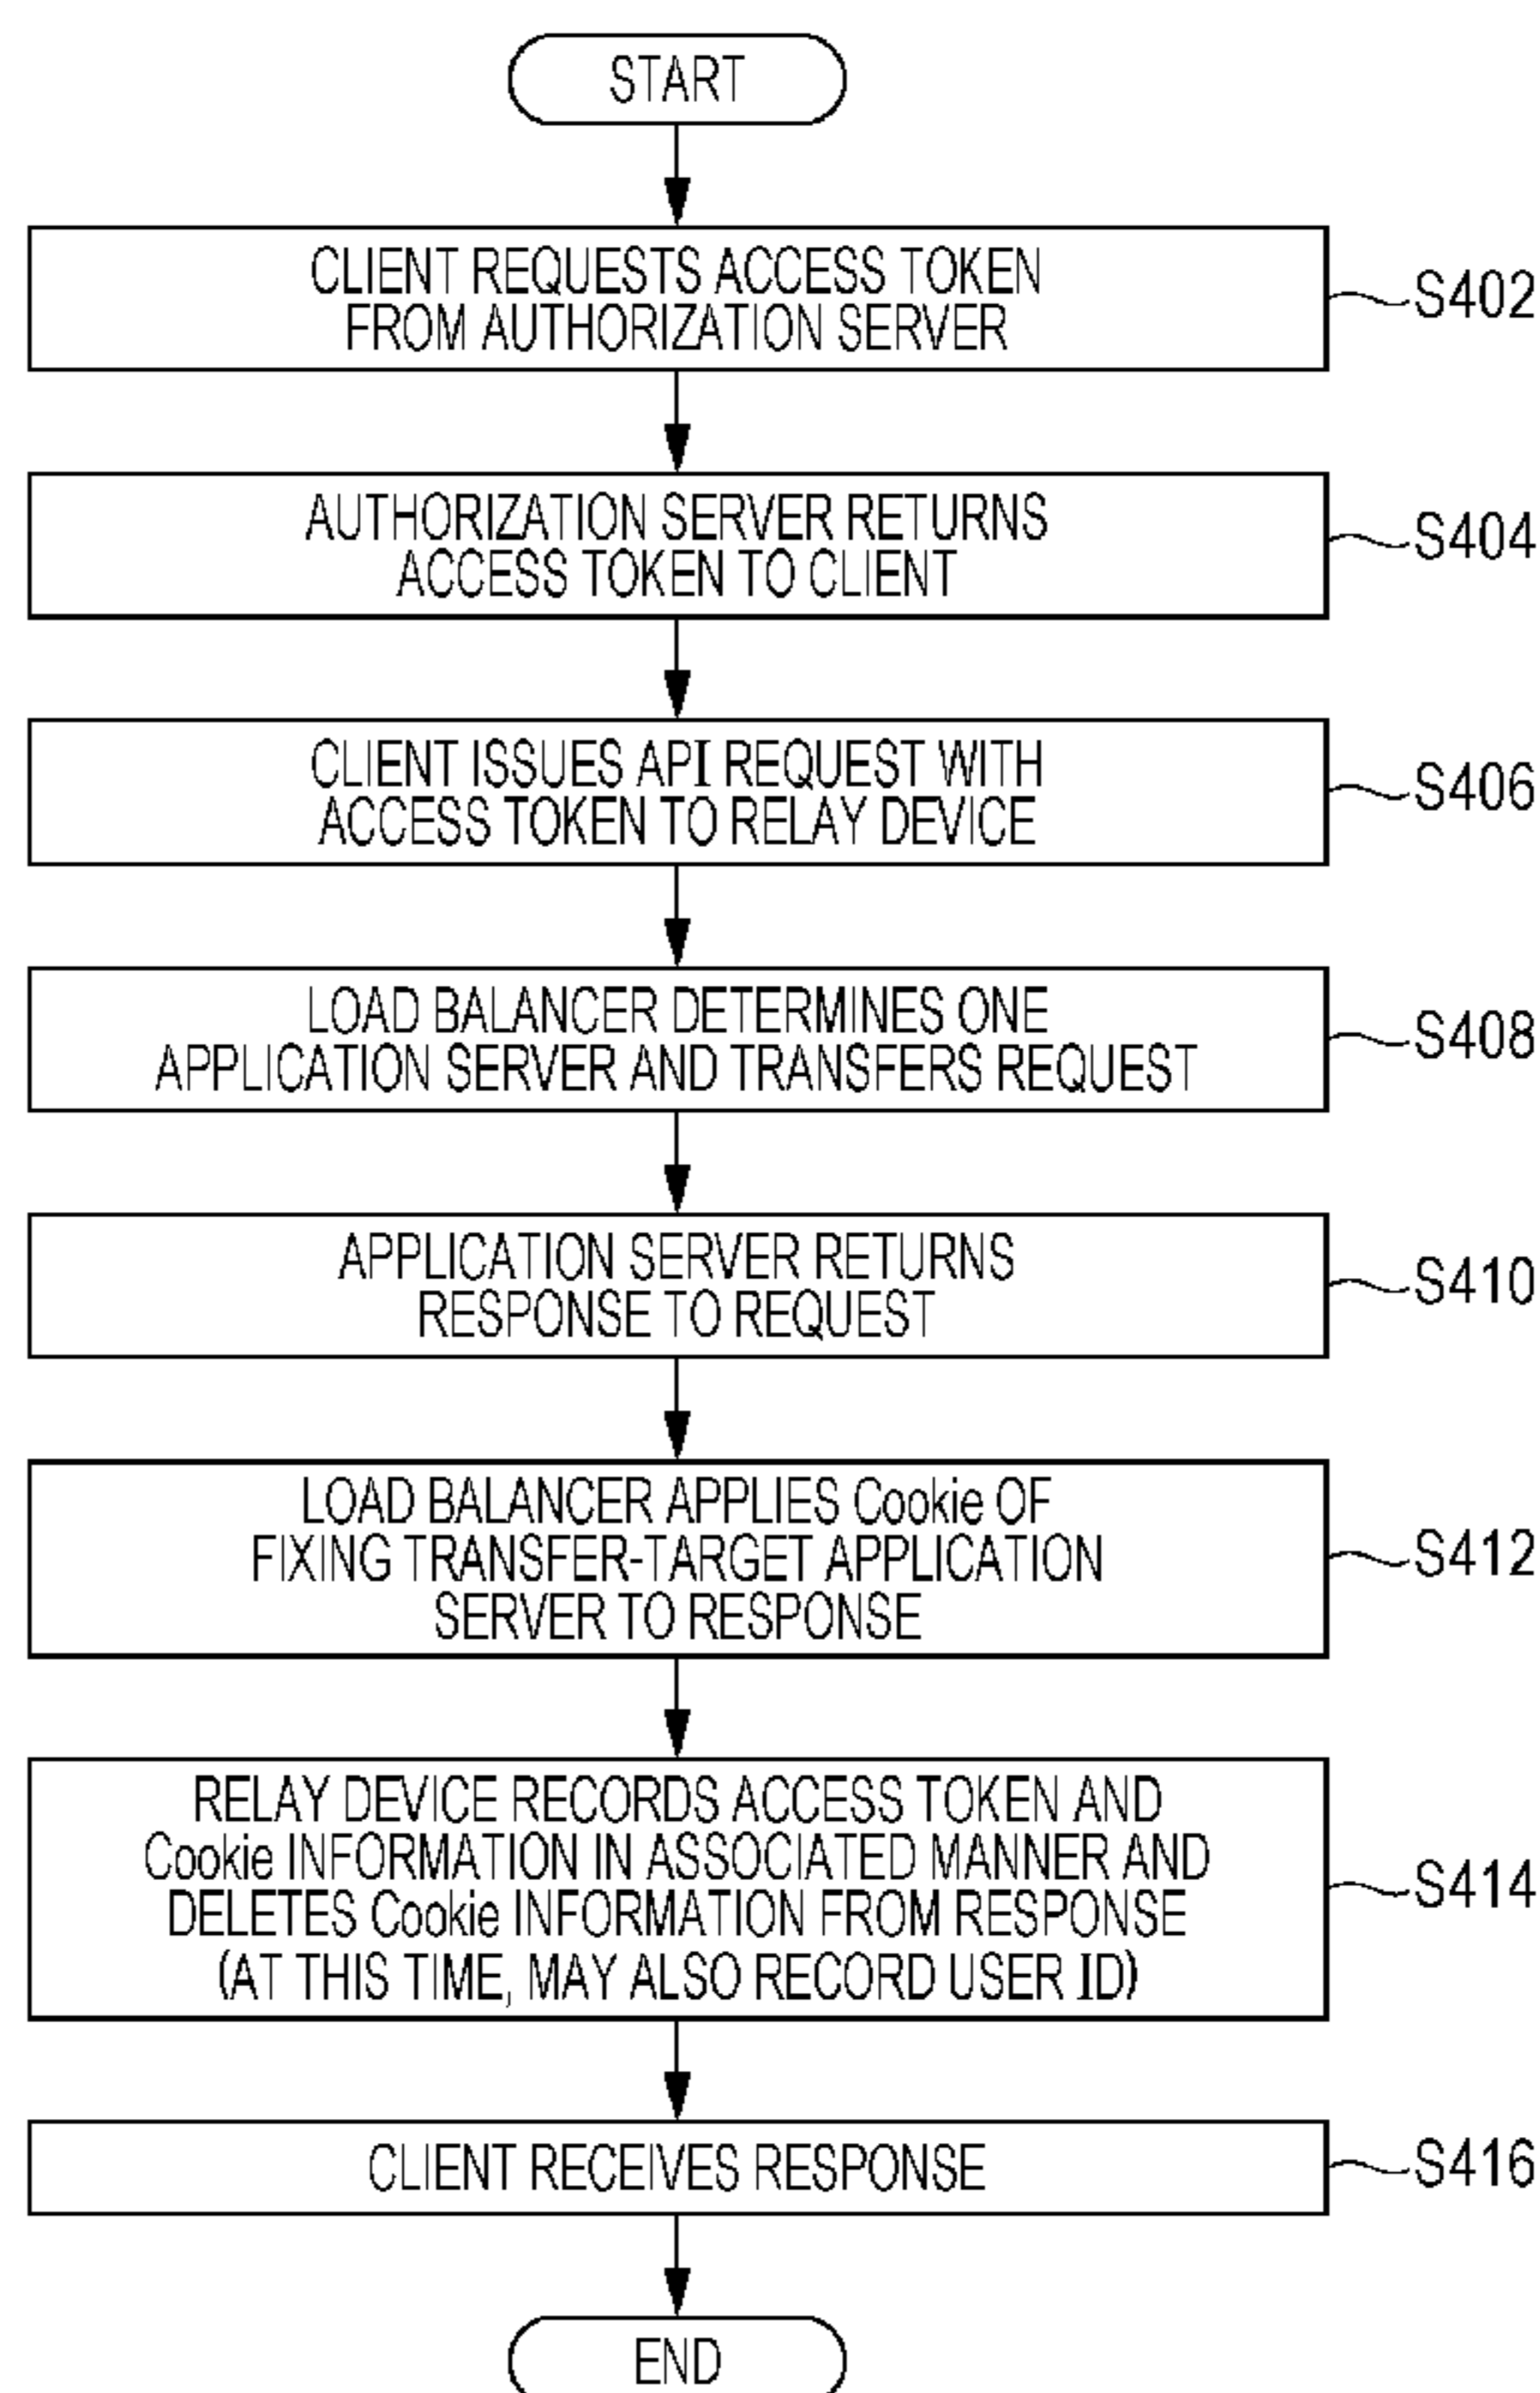 START
CLIENT REQUESTS ACCESS TOKEN
FROM AUTHORIZATION SERVER
S402
AUTHORIZATION SERVER RETURNS
ACCESS TOKEN TO CLIENT
S404
CLIENT ISSUES API REQUEST WITH
ACCESS TOKEN TO RELAY DEVICE
S406
LOAD BALANCER DETERMINES ONE
APPLICATION SERVER AND TRANSFERS REQUEST
S408
APPLICATION SERVER RETURNS
RESPONSE TO REQUEST
S410
LOAD BALANCER APPLIES Cookie OF
FIXING TRANSFER-TARGET APPLICATION
SERVER TO RESPONSE
S412
RELAY DEVICE RECORDS ACCESS TOKEN AND
Cookie INFORMATION IN ASSOCIATED MANNER AND
DELETES Cookie INFORMATION FROM RESPONSE
(AT THIS TIME, MAY ALSO RECORD USER ID)
S414
CLIENT RECEIVES RESPONSE
S416
END